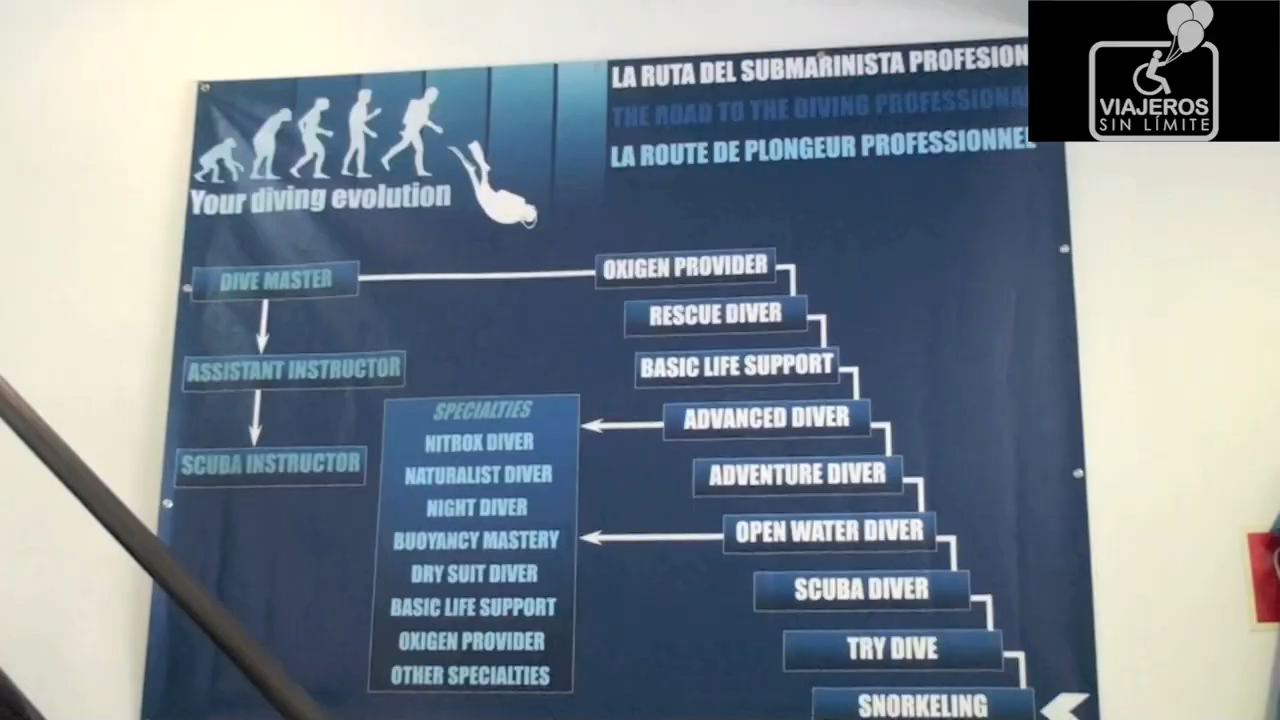 LA RUTA DEL SUBMARINISTA PROFESION
THE ROAD TO THE DIVING PROFESSIONA
LA ROUTE DE PLONGEUR PROFESSIONNEL
VIAJEROS
SIN LÍMITE
Your diving evolution
DIVE MASTER
OXIGEN PROVIDER
RESCUE DIVER
BASIC LIFE SUPPORT
ASSISTANT INSTRUCTOR
ADVANCED DIVER
ADVENTURE DIVER
SCUBA INSTRUCTOR
OPEN WATER DIVER
SCUBA DIVER
TRY DIVE
SNORKELING
SPECIALTIES
NITROX DIVER
NATURALIST DIVER
NIGHT DIVER
BUOYANCY MASTERY
DRY SUIT DIVER
BASIC LIFE SUPPORT
OXIGEN PROVIDER
OTHER SPECIALTIES